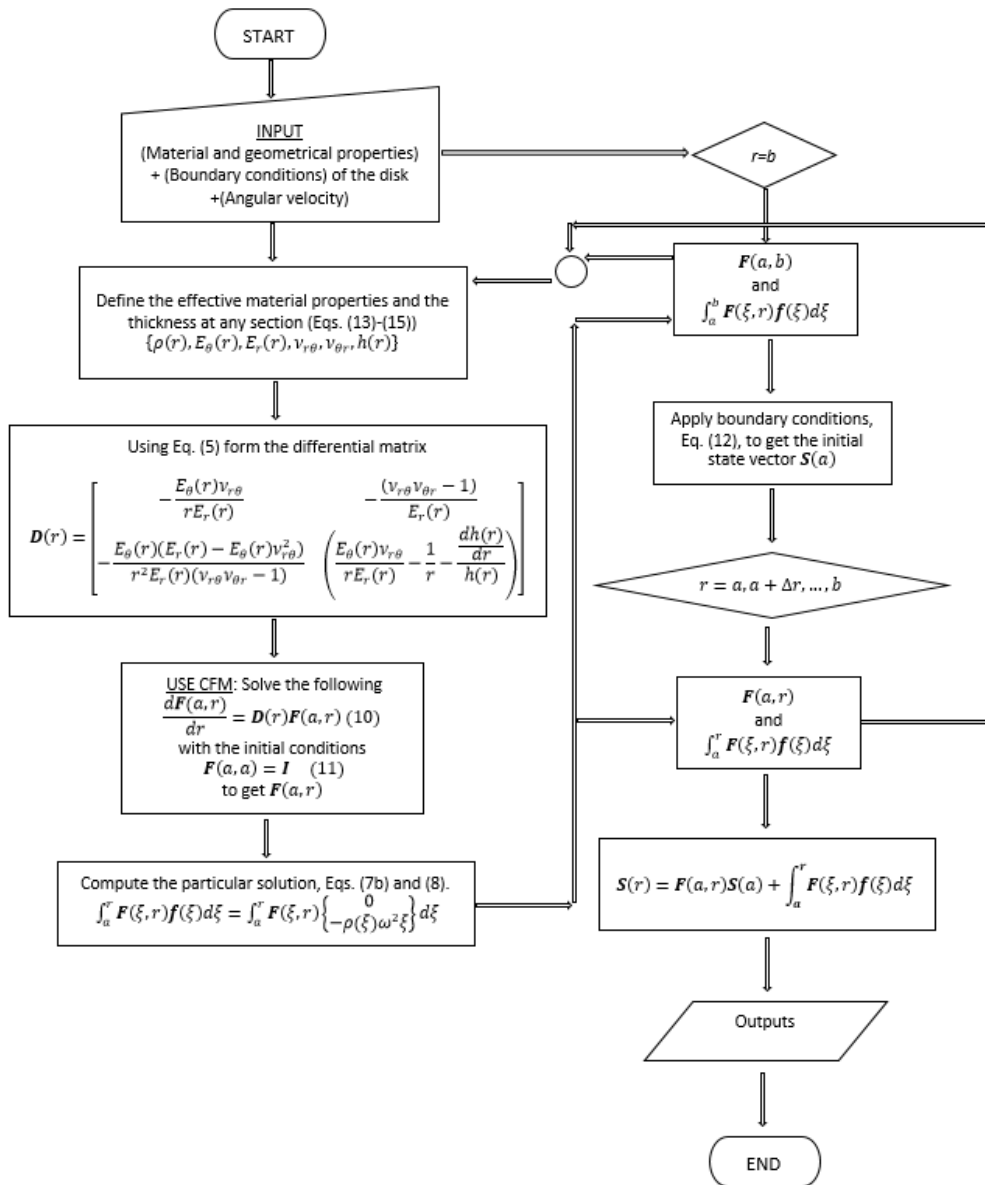 START
INPUT
(Material and geometrical properties)
+ (Boundary conditions) of the disk
+(Angular velocity)
Define the effective material properties and the
thickness at any section (Eqs. (13)-(15))
{ρ(r), E_θ(r), E_r(r), ν_rθ, ν_θr, h(r)}
Using Eq. (5) form the differential matrix
D(r) = [ −E_θ(r)ν_rθ / rE_r(r)   −(ν_rθν_θr − 1) / E_r(r)
−E_θ(r)(E_r(r) − E_θ(r)ν_rθ²) / r²E_r(r)(ν_rθν_θr − 1)   (E_θ(r)ν_rθ / rE_r(r) − 1/r − (dh(r)/dr) / h(r)) ]
USE CFM: Solve the following
dF(a,r)/dr = D(r)F(a,r) (10)
with the initial conditions
F(a,a) = I (11)
to get F(a,r)
Compute the particular solution, Eqs. (7b) and (8).
∫_a^r F(ξ,r)f(ξ)dξ = ∫_a^r F(ξ,r){0 −ρ(ξ)ω²ξ}dξ
r=b
F(a,b)
and
∫_a^b F(ξ,r)f(ξ)dξ
Apply boundary conditions,
Eq. (12), to get the initial
state vector S(a)
r = a, a + Δr, ..., b
F(a,r)
and
∫_a^r F(ξ,r)f(ξ)dξ
S(r) = F(a,r)S(a) + ∫_a^r F(ξ,r)f(ξ)dξ
Outputs
END